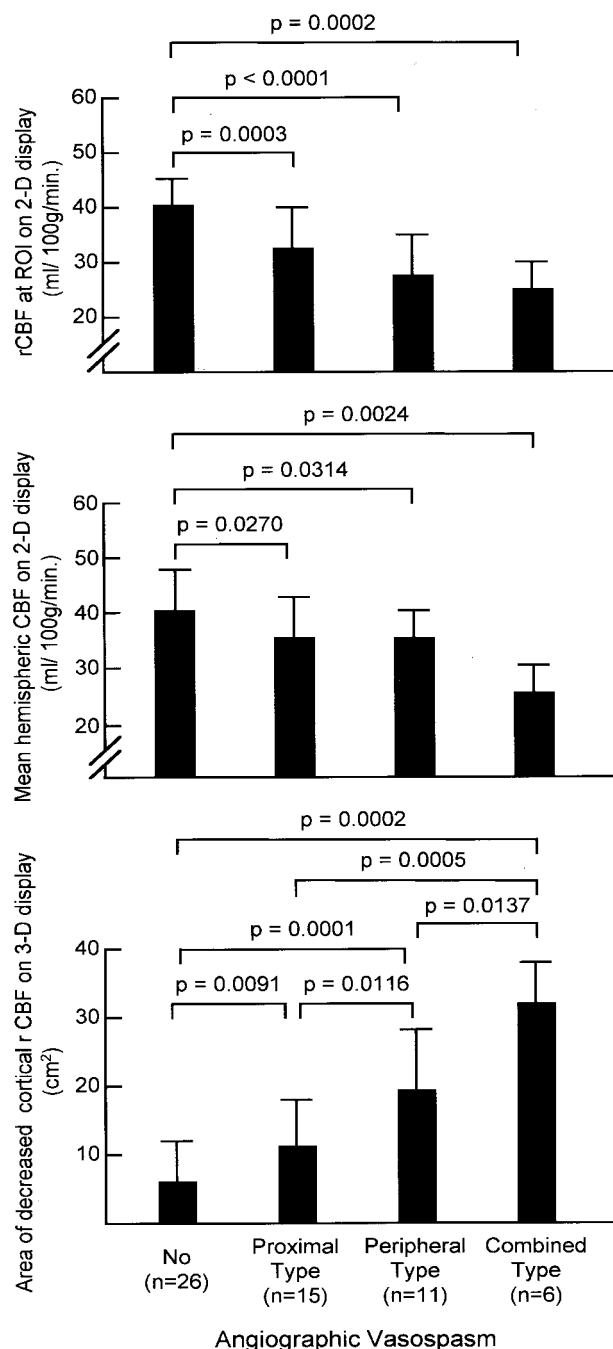 p = 0.0002
p < 0.0001
p = 0.0003
60
50
40
30
20
rCBF at ROI on 2-D display
(ml/ 100g/min.)
p = 0.0024
p = 0.0314
p = 0.0270
60
50
40
30
20
Mean hemispheric CBF on 2-D display
(ml/ 100g/min.)
p = 0.0002
p = 0.0005
p = 0.0137
p = 0.0001
p = 0.0091
p = 0.0116
40
30
20
10
Area of decreased cortical r CBF on 3-D display
(cm²)
No
(n=26)
Proximal
Type
(n=15)
Peripheral
Type
(n=11)
Combined
Type
(n=6)
Angiographic Vasospasm